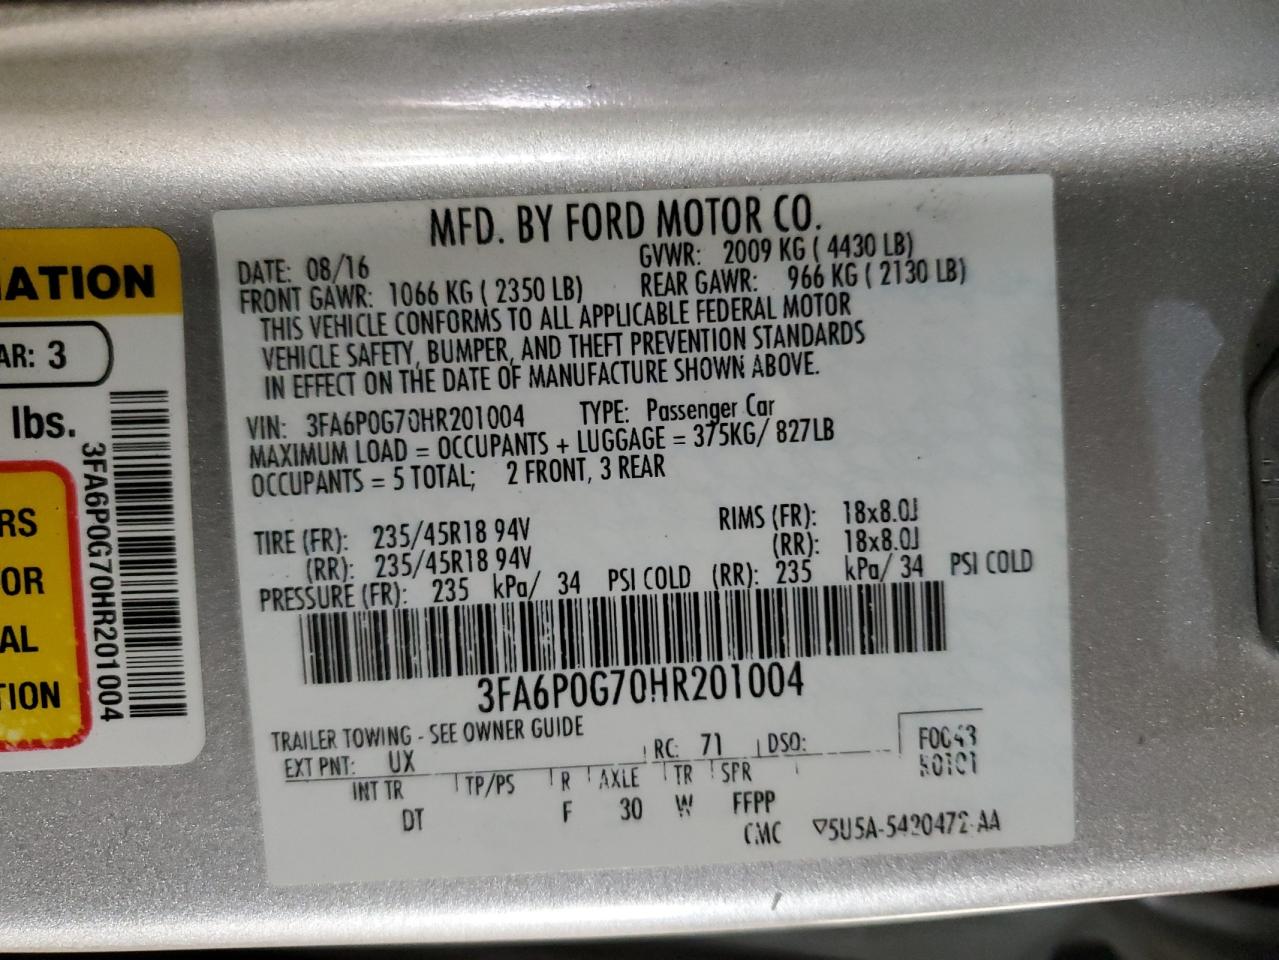 MATION
AR: 3
lbs.
RS
OR
AL
TION
3FA6P0G70HR201004
MFD. BY FORD MOTOR CO.
DATE: 08/16 GVWR: 2009 KG ( 4430 LB)
FRONT GAWR: 1066 KG ( 2350 LB) REAR GAWR: 966 KG ( 2130 LB)
THIS VEHICLE CONFORMS TO ALL APPLICABLE FEDERAL MOTOR
VEHICLE SAFETY, BUMPER, AND THEFT PREVENTION STANDARDS
IN EFFECT ON THE DATE OF MANUFACTURE SHOWN ABOVE.
VIN: 3FA6P0G70HR201004 TYPE: Passenger Car
MAXIMUM LOAD = OCCUPANTS + LUGGAGE = 375KG/ 827LB
OCCUPANTS = 5 TOTAL; 2 FRONT, 3 REAR
TIRE (FR): 235/45R18 94V RIMS (FR): 18x8.0J
(RR): 235/45R18 94V (RR): 18x8.0J
PRESSURE (FR): 235 kPa/ 34 PSI COLD (RR): 235 kPa/ 34 PSI COLD
3FA6P0G70HR201004
TRAILER TOWING - SEE OWNER GUIDE
EXT PNT: UX RC: 71 DSO:
INT TR TP/PS R AXLE TR SPR
DT F 30 W FFPP
CMC ▽5U5A-5420472-AA